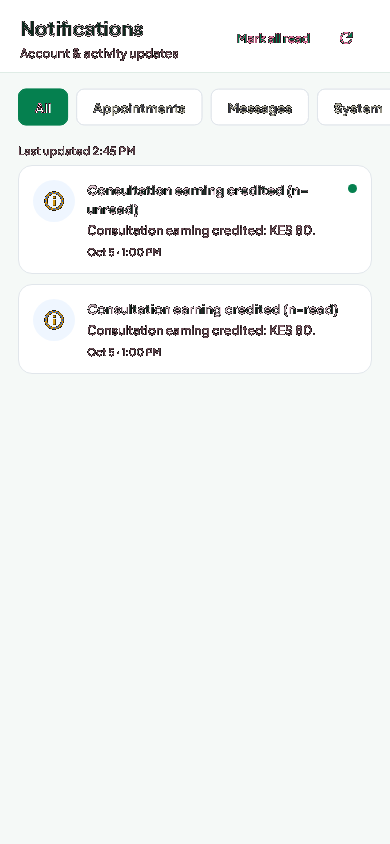 Notifications
Account & activity updates
Mark all read
All
Appointments
Messages
System
Last updated 2:45 PM
Consultation earning credited (n-
unread)
Consultation earning credited: KES 80.
Oct 5 · 1:00 PM
Consultation earning credited (n-read)
Consultation earning credited: KES 80.
Oct 5 · 1:00 PM